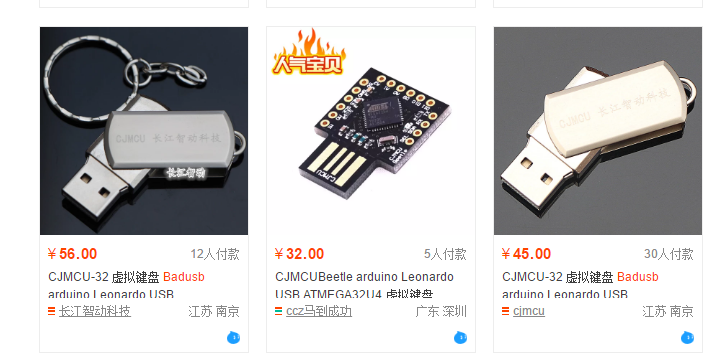 CJMCU 长江智动科技
长江智动
¥56.00 12人付款
CJMCU-32 虚拟键盘 Badusb
arduino Leonardo USB
长江智动科技 江苏 南京
人气宝贝
CJMCU
Beetle
¥32.00 5人付款
CJMCUBeetle arduino Leonardo
USB ATMEGA32U4 虚拟键盘
ccz马到成功 广东 深圳
CJMCU 长江智动科技
¥45.00 30人付款
CJMCU-32 虚拟键盘 Badusb
arduino Leonardo USB
cjmcu 江苏 南京